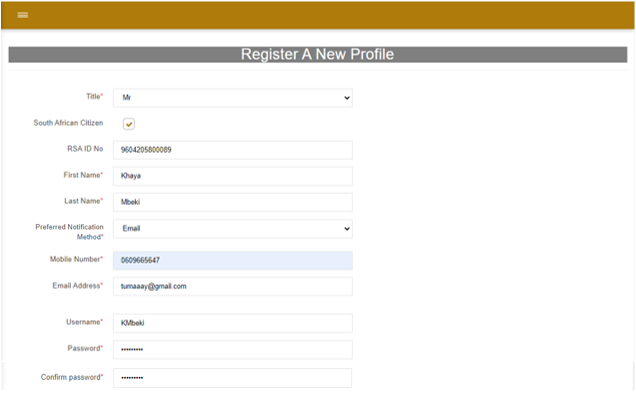 Register A New Profile
Title* Mr
South African Citizen
RSA ID No 9604205800089
First Name* Khaya
Last Name* Mbeki
Preferred Notification Method* Email
Mobile Number* 0609665647
Email Address* tumaaay@gmail.com
Username* KMbeki
Password* •••••••••
Confirm password* •••••••••